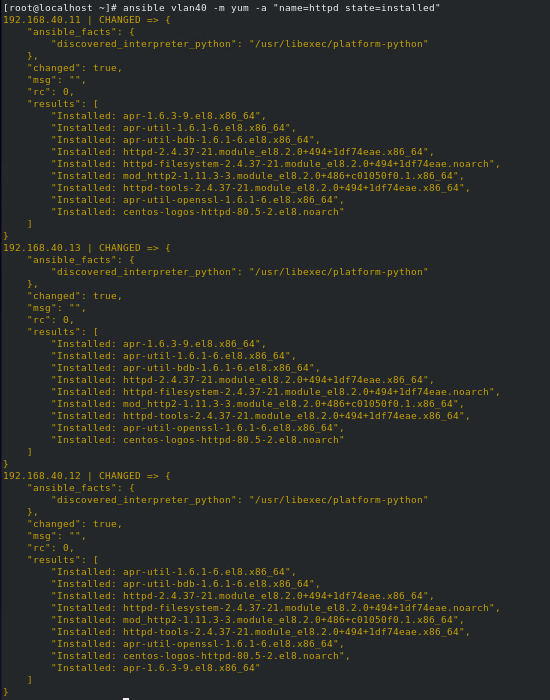 [root@localhost ~]# ansible vlan40 -m yum -a "name=httpd state=installed"
192.168.40.11 | CHANGED => {
    "ansible_facts": {
        "discovered_interpreter_python": "/usr/libexec/platform-python"
    },
    "changed": true,
    "msg": "",
    "rc": 0,
    "results": [
        "Installed: apr-1.6.3-9.el8.x86_64",
        "Installed: apr-util-1.6.1-6.el8.x86_64",
        "Installed: apr-util-bdb-1.6.1-6.el8.x86_64",
        "Installed: httpd-2.4.37-21.module_el8.2.0+494+1df74eae.x86_64",
        "Installed: httpd-filesystem-2.4.37-21.module_el8.2.0+494+1df74eae.noarch",
        "Installed: mod_http2-1.11.3-3.module_el8.2.0+486+c01050f0.1.x86_64",
        "Installed: httpd-tools-2.4.37-21.module_el8.2.0+494+1df74eae.x86_64",
        "Installed: apr-util-openssl-1.6.1-6.el8.x86_64",
        "Installed: centos-logos-httpd-80.5-2.el8.noarch"
    ]
}
192.168.40.13 | CHANGED => {
    "ansible_facts": {
        "discovered_interpreter_python": "/usr/libexec/platform-python"
    },
    "changed": true,
    "msg": "",
    "rc": 0,
    "results": [
        "Installed: apr-1.6.3-9.el8.x86_64",
        "Installed: apr-util-1.6.1-6.el8.x86_64",
        "Installed: apr-util-bdb-1.6.1-6.el8.x86_64",
        "Installed: httpd-2.4.37-21.module_el8.2.0+494+1df74eae.x86_64",
        "Installed: httpd-filesystem-2.4.37-21.module_el8.2.0+494+1df74eae.noarch",
        "Installed: mod_http2-1.11.3-3.module_el8.2.0+486+c01050f0.1.x86_64",
        "Installed: httpd-tools-2.4.37-21.module_el8.2.0+494+1df74eae.x86_64",
        "Installed: apr-util-openssl-1.6.1-6.el8.x86_64",
        "Installed: centos-logos-httpd-80.5-2.el8.noarch"
    ]
}
192.168.40.12 | CHANGED => {
    "ansible_facts": {
        "discovered_interpreter_python": "/usr/libexec/platform-python"
    },
    "changed": true,
    "msg": "",
    "rc": 0,
    "results": [
        "Installed: apr-util-1.6.1-6.el8.x86_64",
        "Installed: apr-util-bdb-1.6.1-6.el8.x86_64",
        "Installed: httpd-2.4.37-21.module_el8.2.0+494+1df74eae.x86_64",
        "Installed: httpd-filesystem-2.4.37-21.module_el8.2.0+494+1df74eae.noarch",
        "Installed: mod_http2-1.11.3-3.module_el8.2.0+486+c01050f0.1.x86_64",
        "Installed: httpd-tools-2.4.37-21.module_el8.2.0+494+1df74eae.x86_64",
        "Installed: apr-util-openssl-1.6.1-6.el8.x86_64",
        "Installed: centos-logos-httpd-80.5-2.el8.noarch",
        "Installed: apr-1.6.3-9.el8.x86_64"
    ]
}